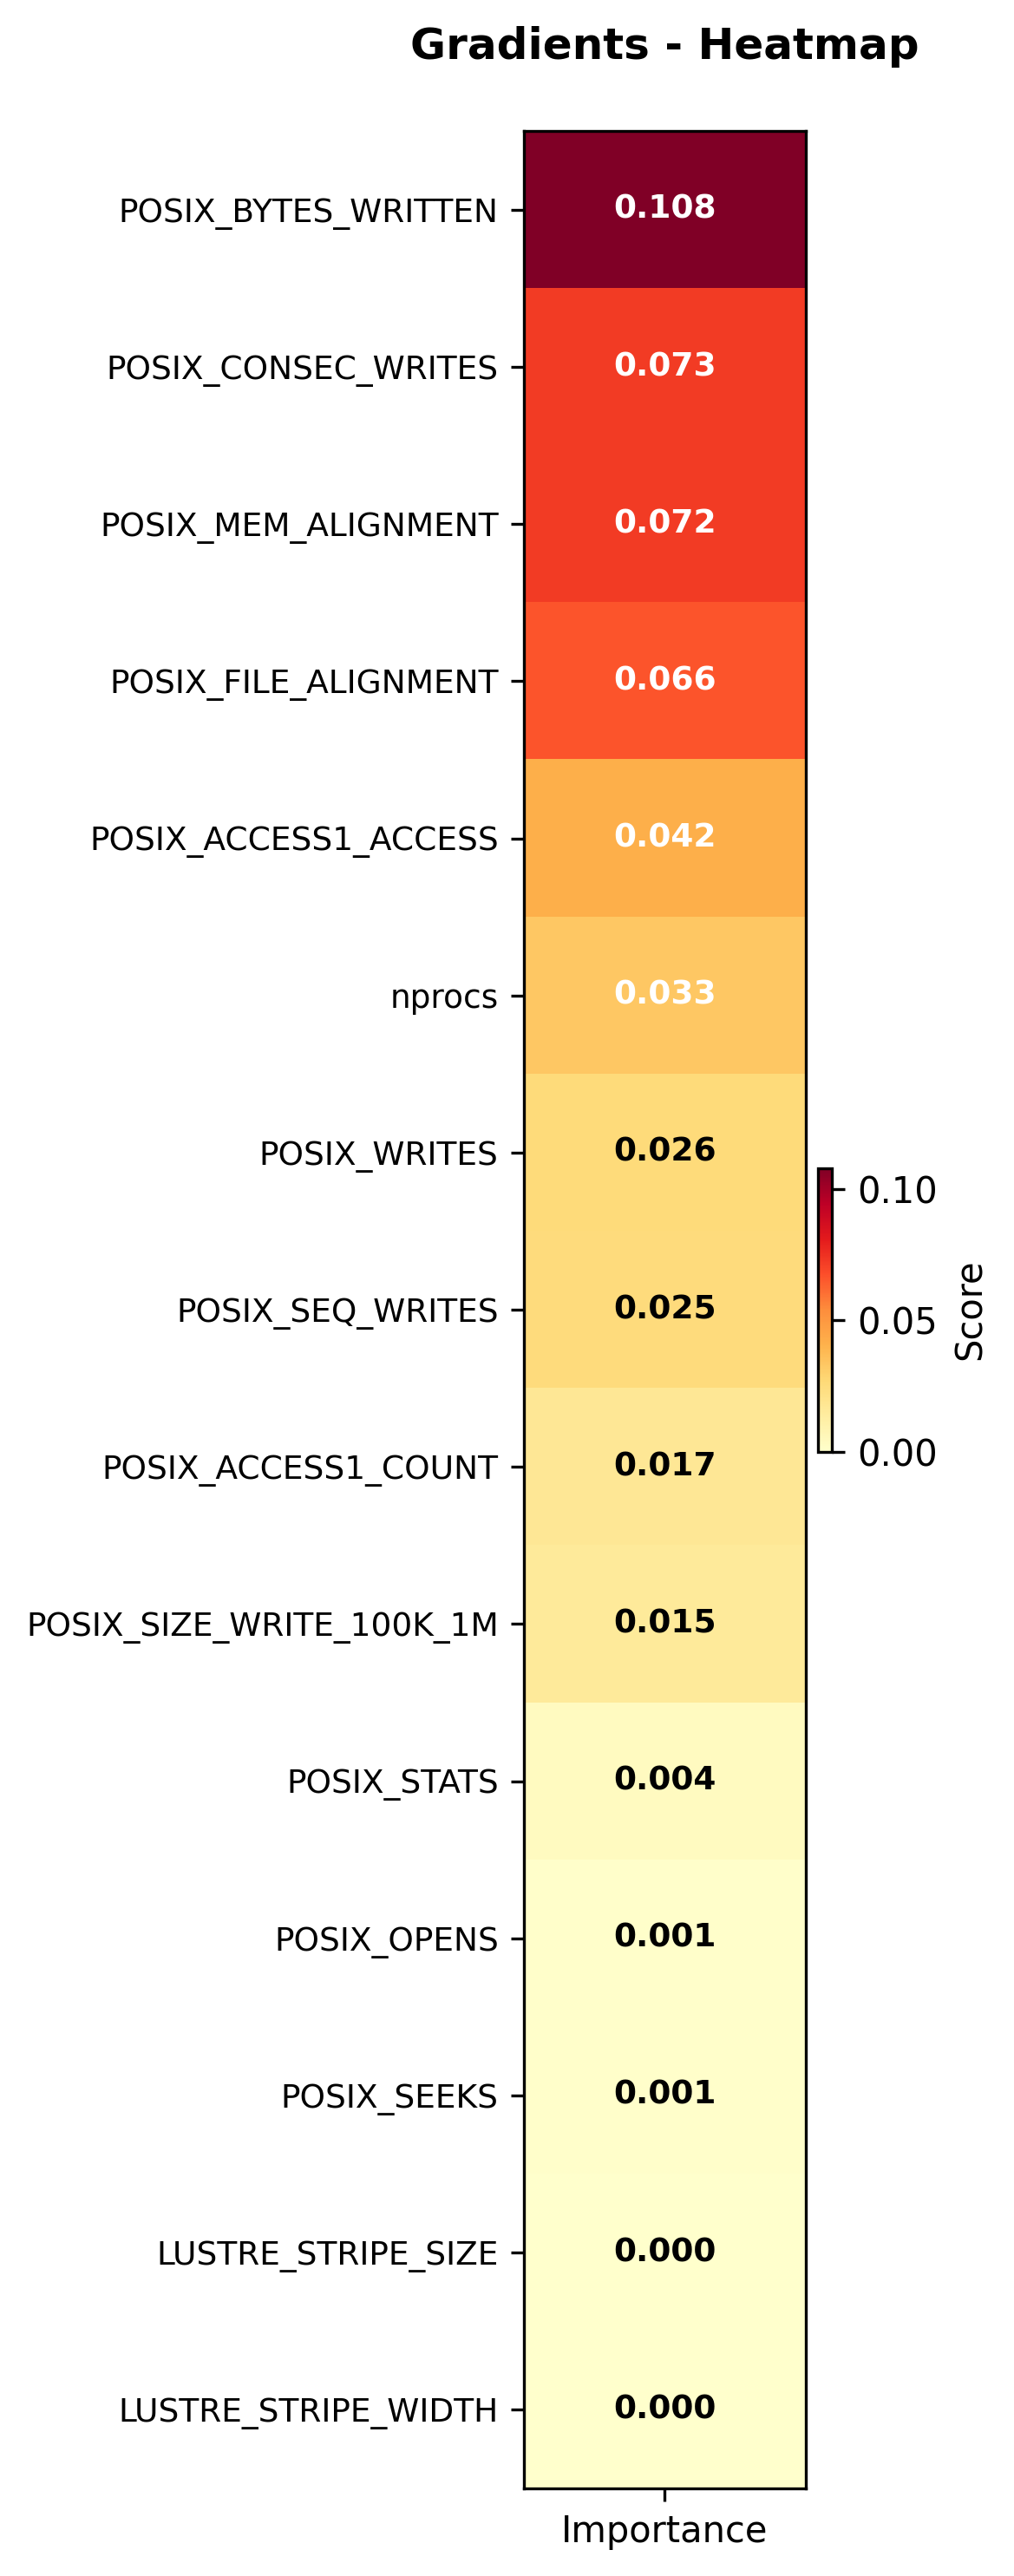 Gradients - Heatmap
POSIX_BYTES_WRITTEN 0.108
POSIX_CONSEC_WRITES 0.073
POSIX_MEM_ALIGNMENT 0.072
POSIX_FILE_ALIGNMENT 0.066
POSIX_ACCESS1_ACCESS 0.042
nprocs 0.033
POSIX_WRITES 0.026
POSIX_SEQ_WRITES 0.025
POSIX_ACCESS1_COUNT 0.017
POSIX_SIZE_WRITE_100K_1M 0.015
POSIX_STATS 0.004
POSIX_OPENS 0.001
POSIX_SEEKS 0.001
LUSTRE_STRIPE_SIZE 0.000
LUSTRE_STRIPE_WIDTH 0.000
Importance
0.10
0.05
0.00
Score